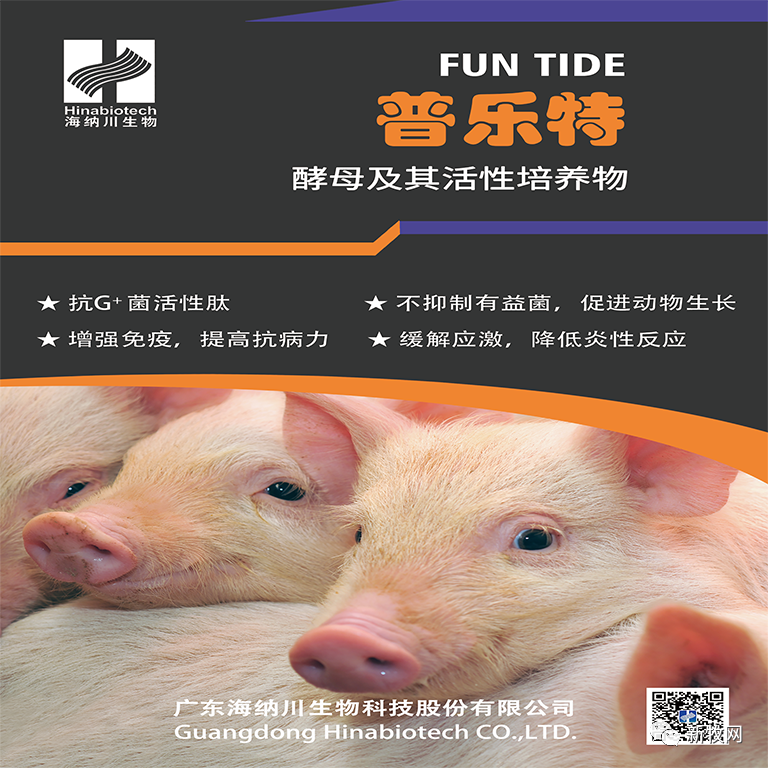 Hinabiotech
海纳川生物
FUN TIDE
普乐特
酵母及其活性培养物
★ 抗G⁺菌活性肽
★ 不抑制有益菌，促进动物生长
★ 增强免疫，提高抗病力
★ 缓解应激，降低炎性反应
广东海纳川生物科技股份有限公司
Guangdong Hinabiotech CO.,LTD.
新牧网